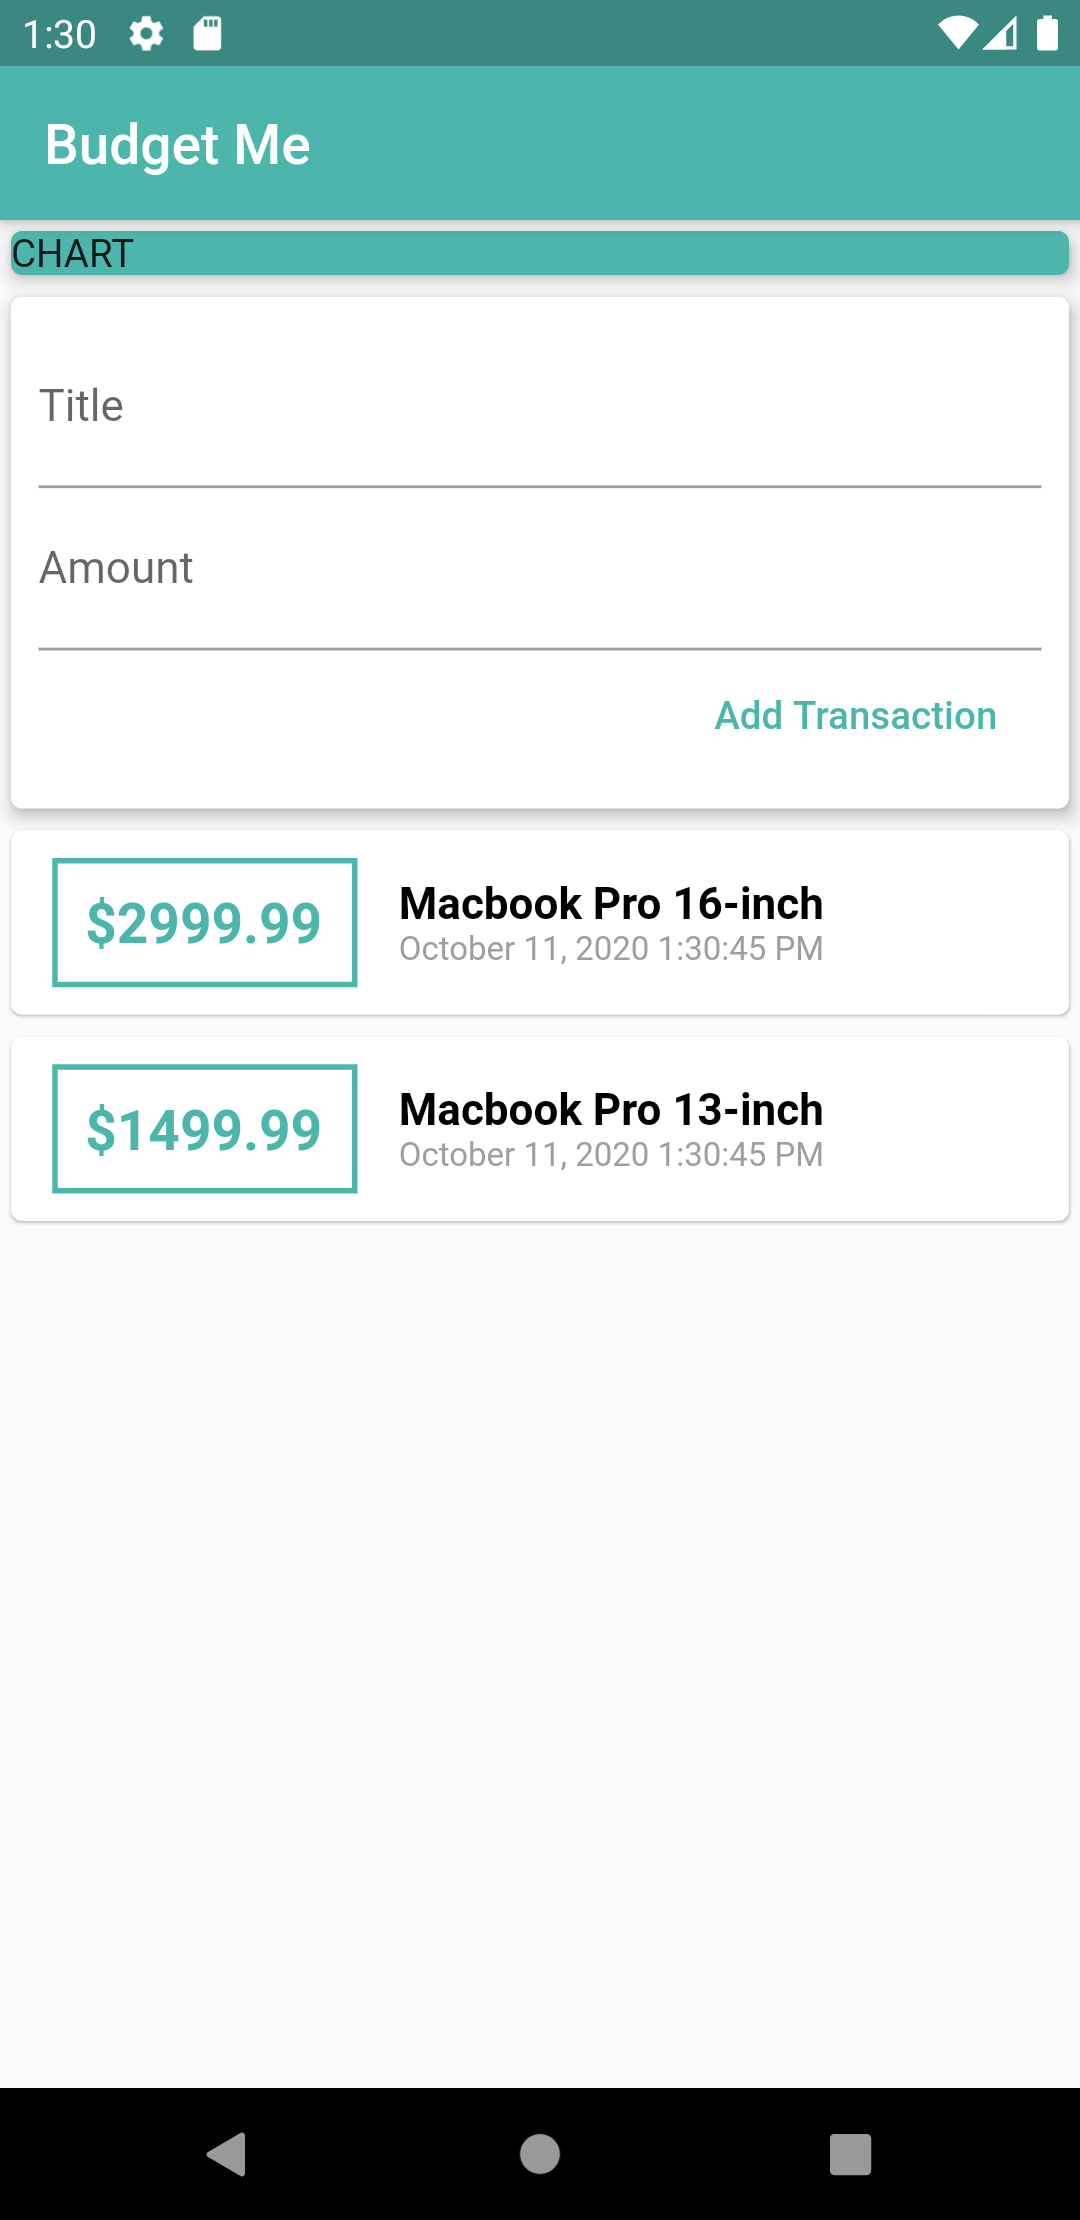 1:30
Budget Me
CHART
Title
Amount
Add Transaction
$2999.99
Macbook Pro 16-inch
October 11, 2020 1:30:45 PM
$1499.99
Macbook Pro 13-inch
October 11, 2020 1:30:45 PM